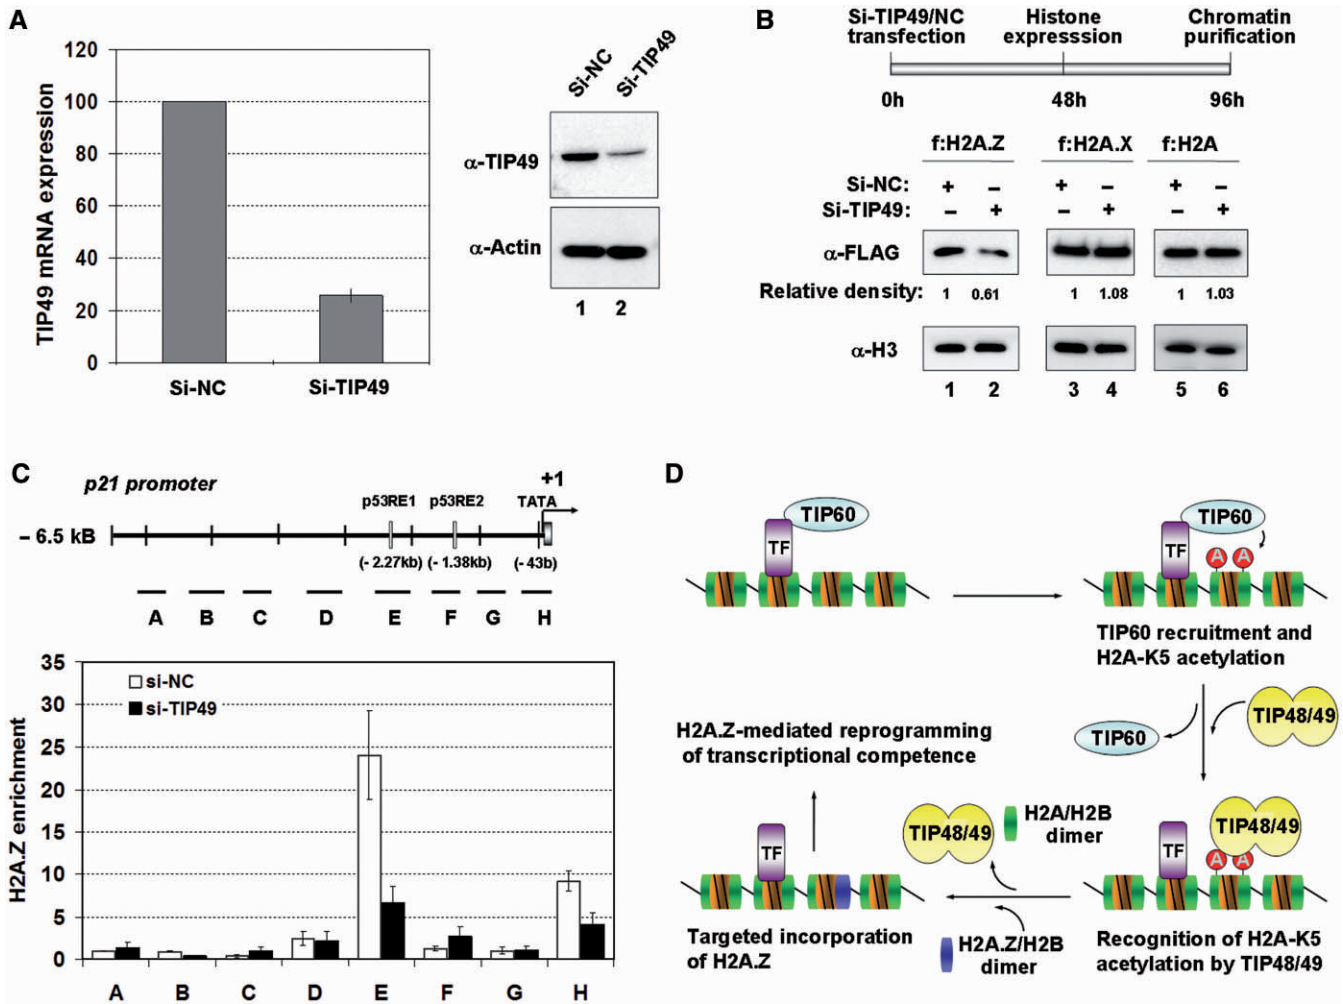 A
120
100
80
60
40
20
0
TIP49 mRNA expression
Si-NC
Si-TIP49
Si-NC
Si-TIP49
α-TIP49
α-Actin
1 2
B
Si-TIP49/NC
transfection
Histone
expresssion
Chromatin
purification
0h 48h 96h
f:H2A.Z f:H2A.X f:H2A
Si-NC: + – + – + –
Si-TIP49: – + – + – +
α-FLAG
Relative density: 1 0.61 1 1.08 1 1.03
α-H3
1 2 3 4 5 6
C
p21 promoter
+1
p53RE1 p53RE2 TATA
– 6.5 kB
(- 2.27kb) (- 1.38kb) (- 43b)
A B C D E F G H
35
30
25
20
15
10
5
0
H2A.Z enrichment
si-NC
si-TIP49
A B C D E F G H
D
TIP60
TF
TIP60
TF
A A
TIP60 recruitment and
H2A-K5 acetylation
TIP48/49
TIP60
TIP48/49
TF
A A
Recognition of H2A-K5
acetylation by TIP48/49
TIP48/49
H2A/H2B
dimer
H2A.Z/H2B
dimer
TF
Targeted incorporation
of H2A.Z
H2A.Z-mediated reprogramming
of transcriptional competence